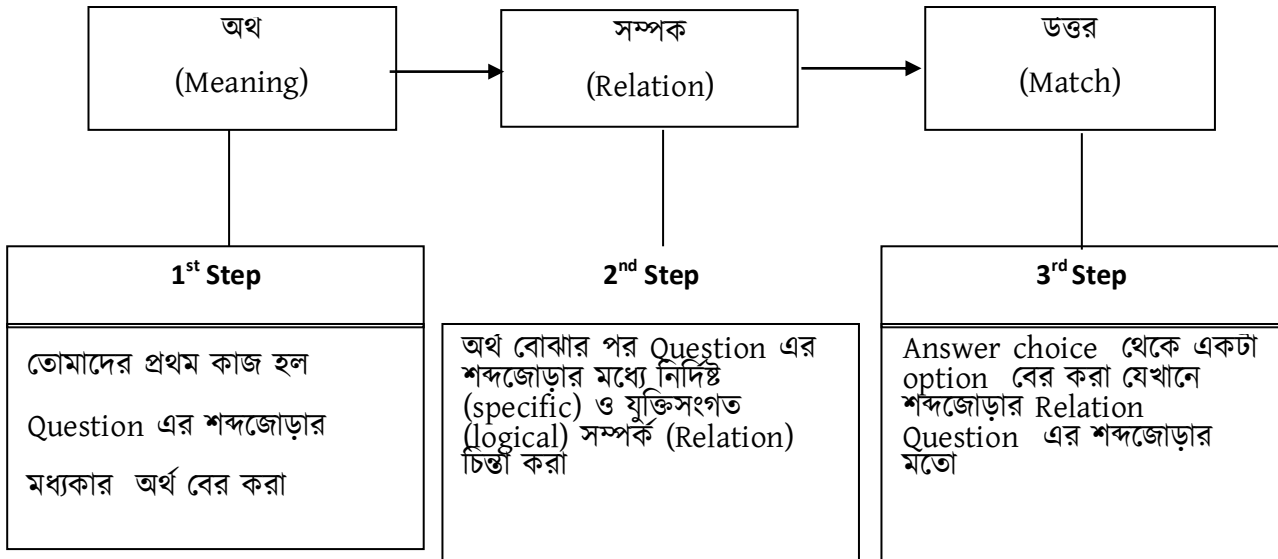 অথ
(Meaning)
সম্পক
(Relation)
ডত্তর
(Match)
1st Step
তোমাদের প্রথম কাজ হল
Question এর শব্দজোড়ার
মধ্যকার অর্থ বের করা
2nd Step
অর্থ বোঝার পর Question এর
শব্দজোড়ার মধ্যে নির্দিষ্ট
(specific) ও যুক্তিসংগত
(logical) সম্পর্ক (Relation)
চিন্তা করা
3rd Step
Answer choice থেকে একটা
option বের করা যেখানে
শব্দজোড়ার Relation
Question এর শব্দজোড়ার
মতো